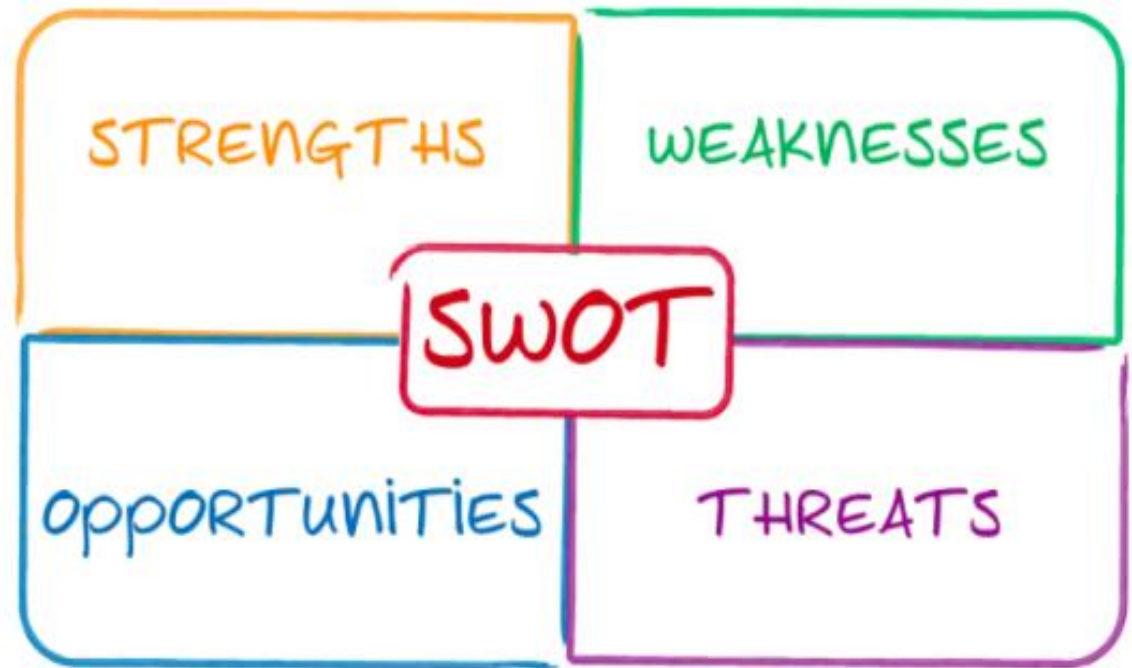 STRENGTHS
WEAKNESSES
SWOT
OPPORTUNITIES
THREATS